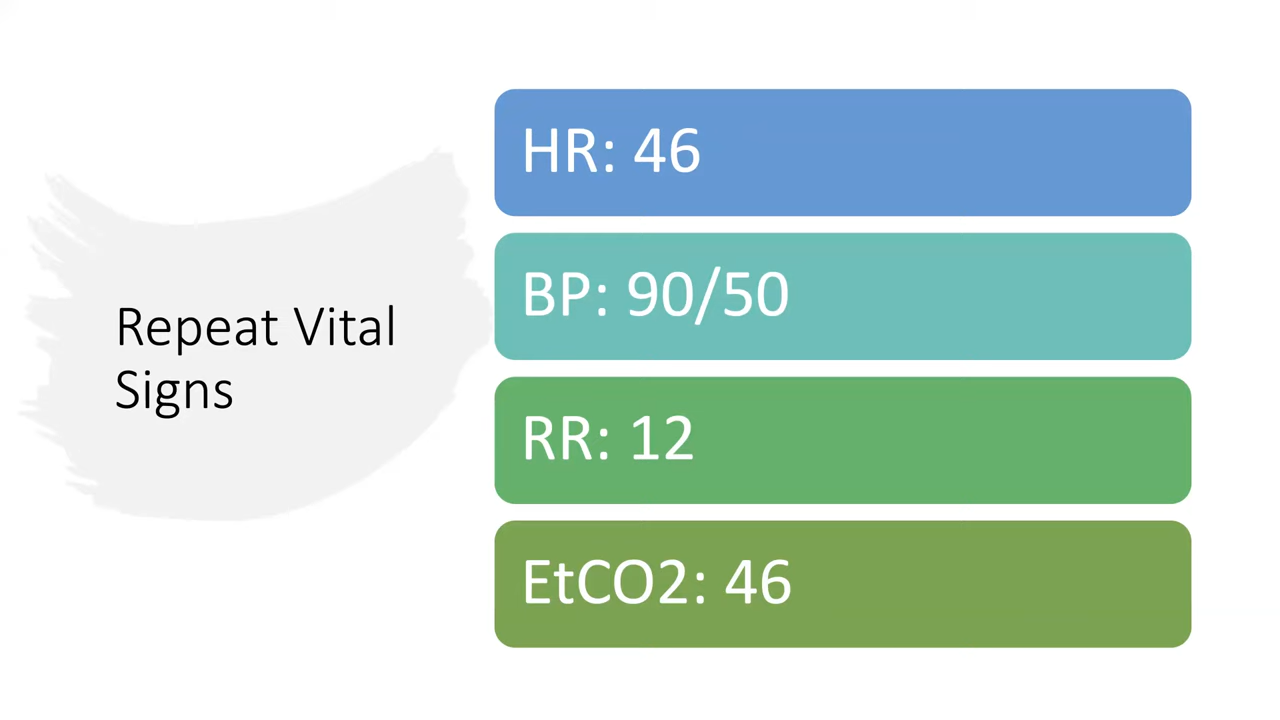 Repeat Vital
Signs
HR: 46
BP: 90/50
RR: 12
EtCO2: 46